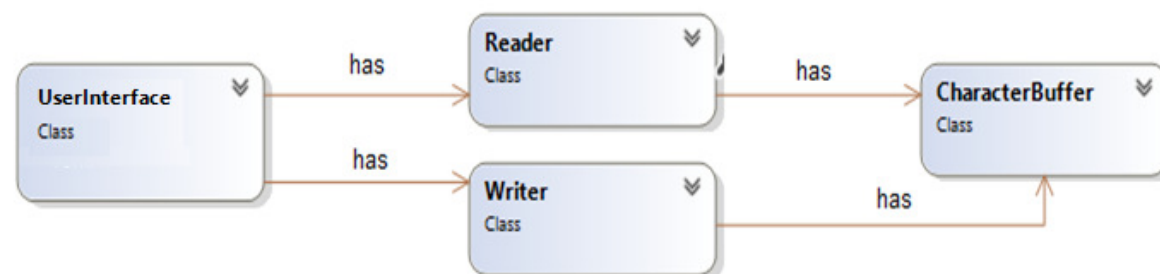 UserInterface
Class
has
has
Reader
Class
Writer
Class
has
has
CharacterBuffer
Class